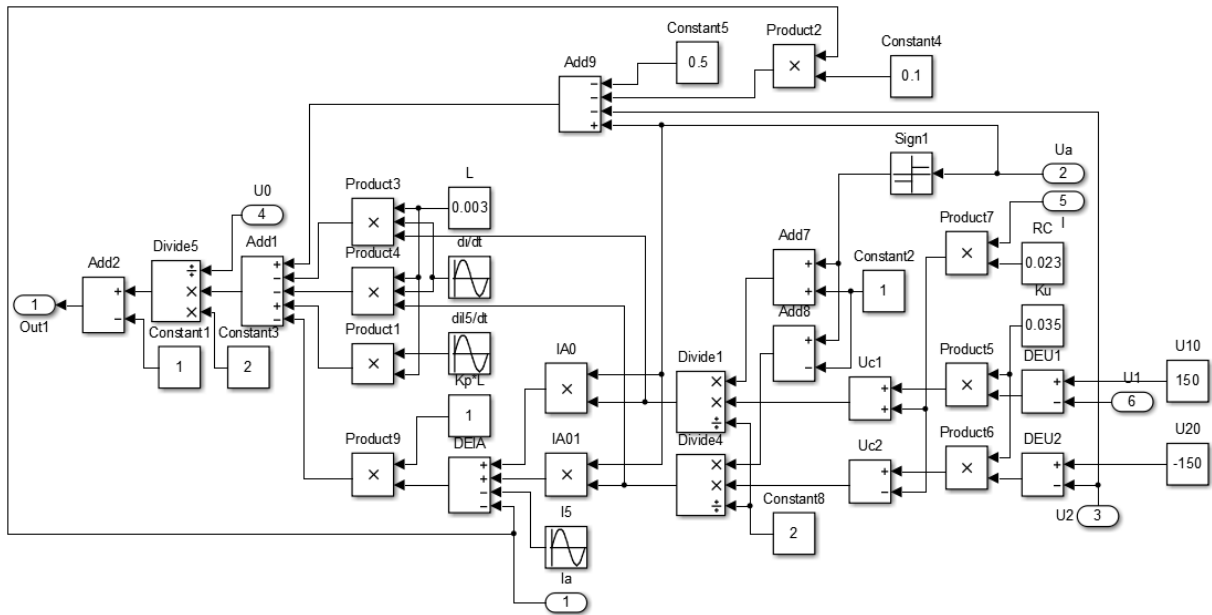 Constant5
Product2
Constant4
Add9
0.5
×
0.1
−
−
−
+
Sign1
Ua
2
L
U0
4
Product3
0.003
5
I
Product7
RC
×
di/dt
Add7
Divide5
Add1
Product4
Constant2
×
0.023
Add2
÷
×
×
+
−
−
+
−
×
+
+
1
Ku
1
Out1
+
−
dil5/dt
Add8
0.035
Constant1
Constant3
Product1
+
−
DEU1
U10
1
2
×
IA0
Divide1
Uc1
Product5
+
−
U1
150
Kp*L
×
×
×
÷
+
+
×
6
1
Product9
DEIA
IA01
Divide4
Uc2
Product6
DEU2
U20
×
+
+
−
−
×
×
×
÷
+
−
×
+
−
-150
Constant8
I5
2
U2
3
Ia
1